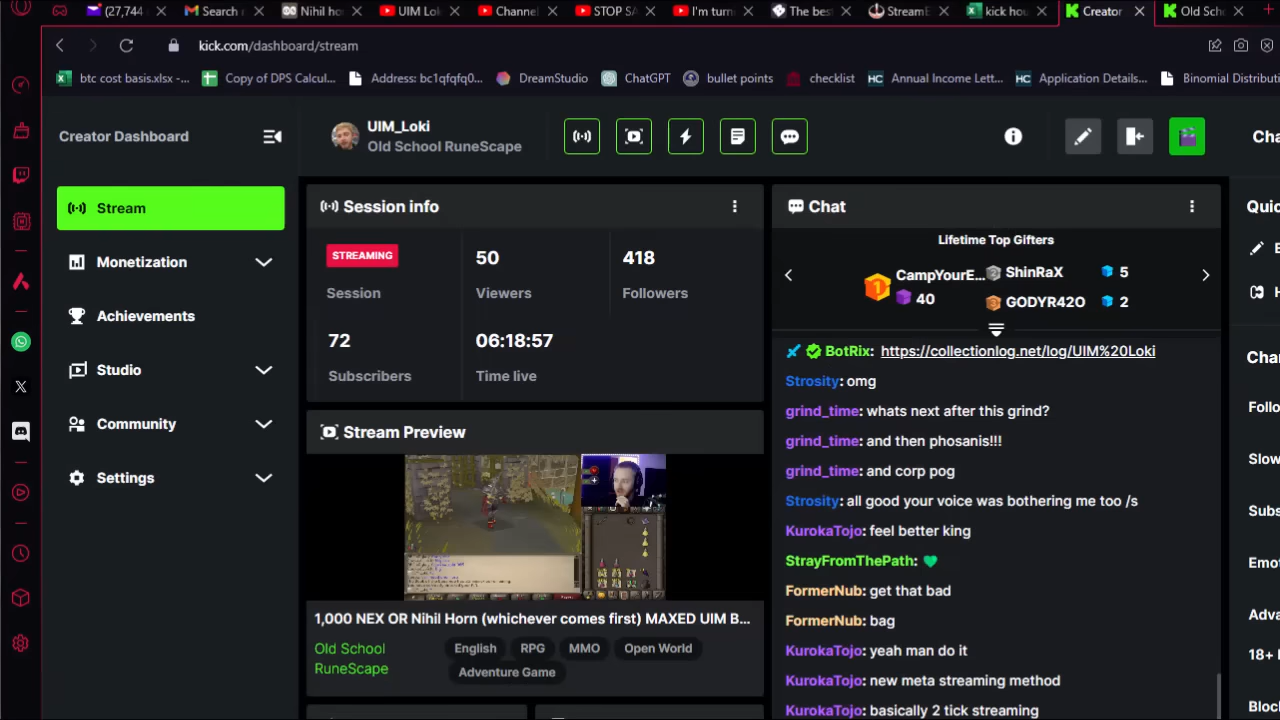 (27,744
Search r
Nihil ho
UIM Lok
Channel
STOP SA
I'm turne
The best
StreamE
kick hou
Creator
Old Scho
kick.com/dashboard/stream
btc cost basis.xlsx -...
Copy of DPS Calcul...
Address: bc1qfqfq0...
DreamStudio
ChatGPT
bullet points
checklist
Annual Income Lett...
Application Details...
Binomial Distributi
Creator Dashboard
UIM_Loki
Old School RuneScape
Cha
Stream
Monetization
Achievements
Studio
Community
Settings
Session info
STREAMING
Session
50
Viewers
418
Followers
72
Subscribers
06:18:57
Time live
Stream Preview
1,000 NEX OR Nihil Horn (whichever comes first) MAXED UIM B...
Old School
RuneScape
English
RPG
MMO
Open World
Adventure Game
Chat
Lifetime Top Gifters
CampYourE...
40
ShinRaX
5
GODYR42O
2
BotRix: https://collectionlog.net/log/UIM%20Loki
Strosity: omg
grind_time: whats next after this grind?
grind_time: and then phosanis!!!
grind_time: and corp pog
Strosity: all good your voice was bothering me too /s
KurokaTojo: feel better king
StrayFromThePath: 💚
FormerNub: get that bad
FormerNub: bag
KurokaTojo: yeah man do it
KurokaTojo: new meta streaming method
KurokaTojo: basically 2 tick streaming
Quic
E
H
Chan
Follo
Slow
Subs
Emot
Adva
18+ I
Block